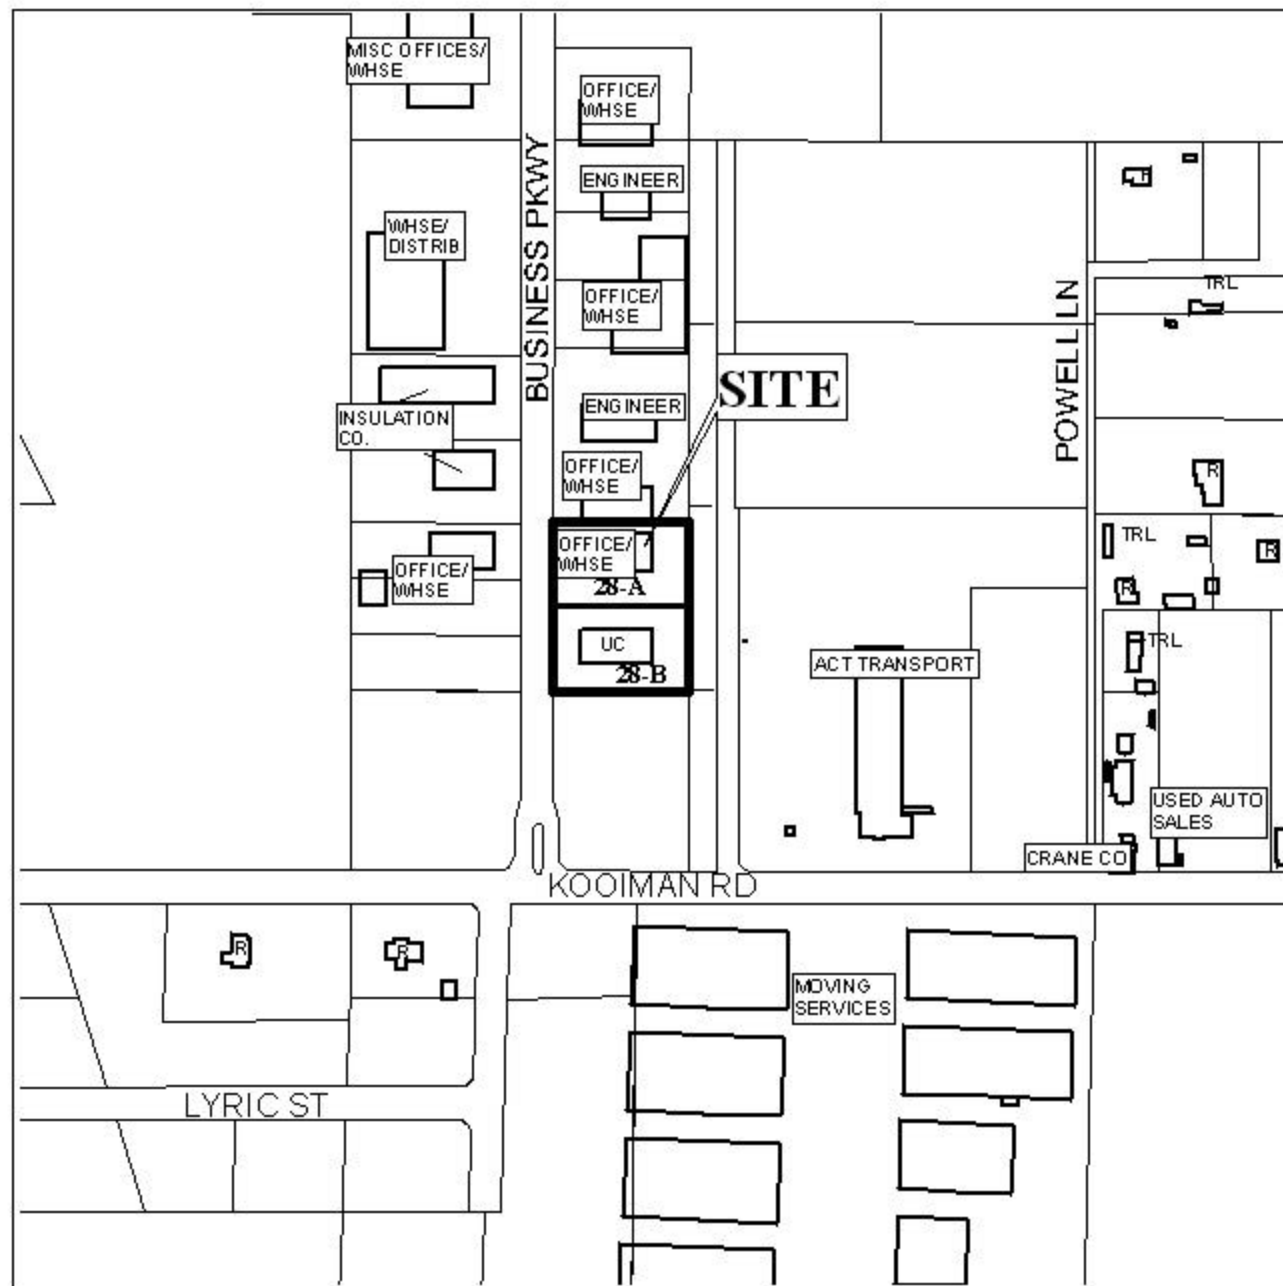 MISC OFFICES/
WHSE
OFFICE/
WHSE
BUSINESS PKWY
ENGINEER
R
WHSE/
DISTRIB
OFFICE/
WHSE
POWELL LN
TRL
SITE
INSULATION
CO.
ENGINEER
OFFICE/
WHSE
R
OFFICE/
WHSE
28-A
OFFICE/
WHSE
TRL
R
R
UC
28-B
ACT TRANSPORT
TRL
USED AUTO
SALES
CRANE CO
KOOIMAN RD
R
R
MOVING
SERVICES
LYRIC ST